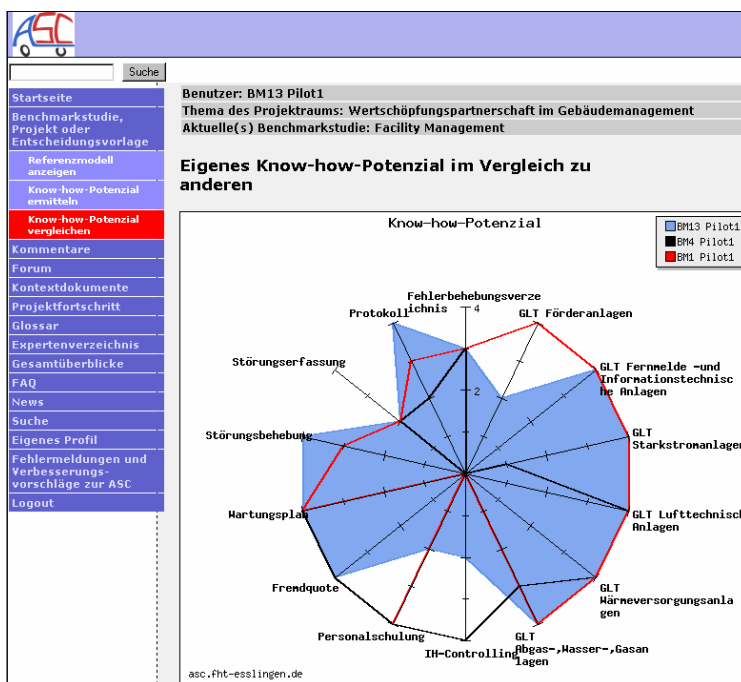 ASC
Suche
Startseite
Benchmarkstudie,
Projekt oder
Entscheidungsvorlage
Referenzmodell
anzeigen
Know-how-Potenzial
ermitteln
Know-how-Potenzial
vergleichen
Kommentare
Forum
Kontextdokumente
Projektfortschritt
Glossar
Expertenverzeichnis
Gesamtüberblicke
FAQ
News
Suche
Eigenes Profil
Fehlermeldungen und
Verbesserungs-
vorschläge zur ASC
Logout
Benutzer: BM13 Pilot1
Thema des Projektraums: Wertschöpfungspartnerschaft im Gebäudemanagement
Aktuelle(s) Benchmarkstudie: Facility Management
Eigenes Know-how-Potenzial im Vergleich zu
anderen
Know-how-Potenzial
BM13 Pilot1
BM4 Pilot1
BM1 Pilot1
Fehlerbehebungsverze
ichnis
4
2
Protokoll
GLT Förderanlagen
Störungserfassung
GLT Fernmelde -und
Informationstechnisc
he Anlagen
Störungsbehebung
GLT
Starkstromanlagen
Wartungsplan
GLT Lufttechnisch
Anlagen
Fremdquote
GLT
Wärmeversorgungsanla
gen
Personalschulung
IH-Controlling
GLT
Abgas-,Wasser-,Gasan
lagen
asc.fht-esslingen.de